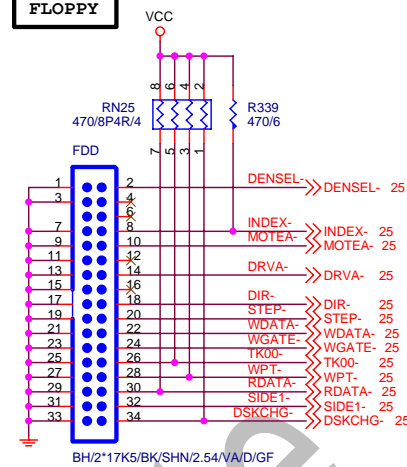 FLOPPY
VCC
8 6 4 2
RN25
470/8P4R/4
R339
470/6
7 5 3 1
FDD
1 2 DENSEL- DENSEL- 25
3 4
6
7 8 INDEX- INDEX- 25
9 10 MOTEA- MOTEA- 25
11 12
13 14 DRVA- DRVA- 25
15 16
17 18 DIR- DIR- 25
19 20 STEP- STEP- 25
21 22 WDATA- WDATA- 25
23 24 WGATE- WGATE- 25
25 26 TK00- TK00- 25
27 28 WPT- WPT- 25
29 30 RDATA- RDATA- 25
31 32 SIDE1- SIDE1- 25
33 34 DSKCHG- DSKCHG- 25
BH/2*17K5/BK/SHN/2.54/VA/D/GF